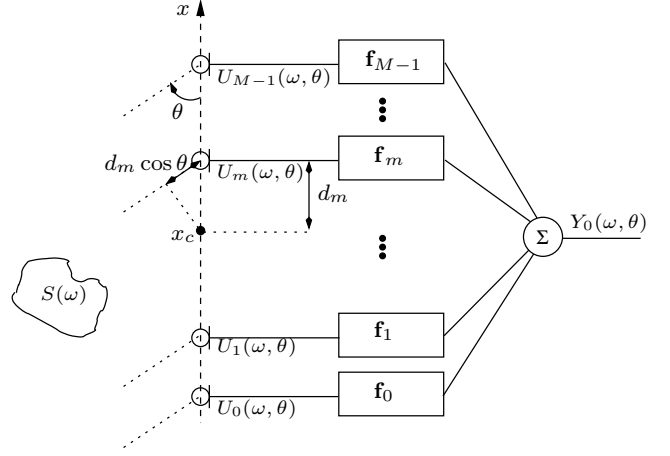 x
f_{M−1}
U_{M−1}(ω, θ)
θ
d_m cos θ
f_m
U_m(ω, θ)
d_m
x_c
Σ
Y_0(ω, θ)
S(ω)
f_1
U_1(ω, θ)
f_0
U_0(ω, θ)